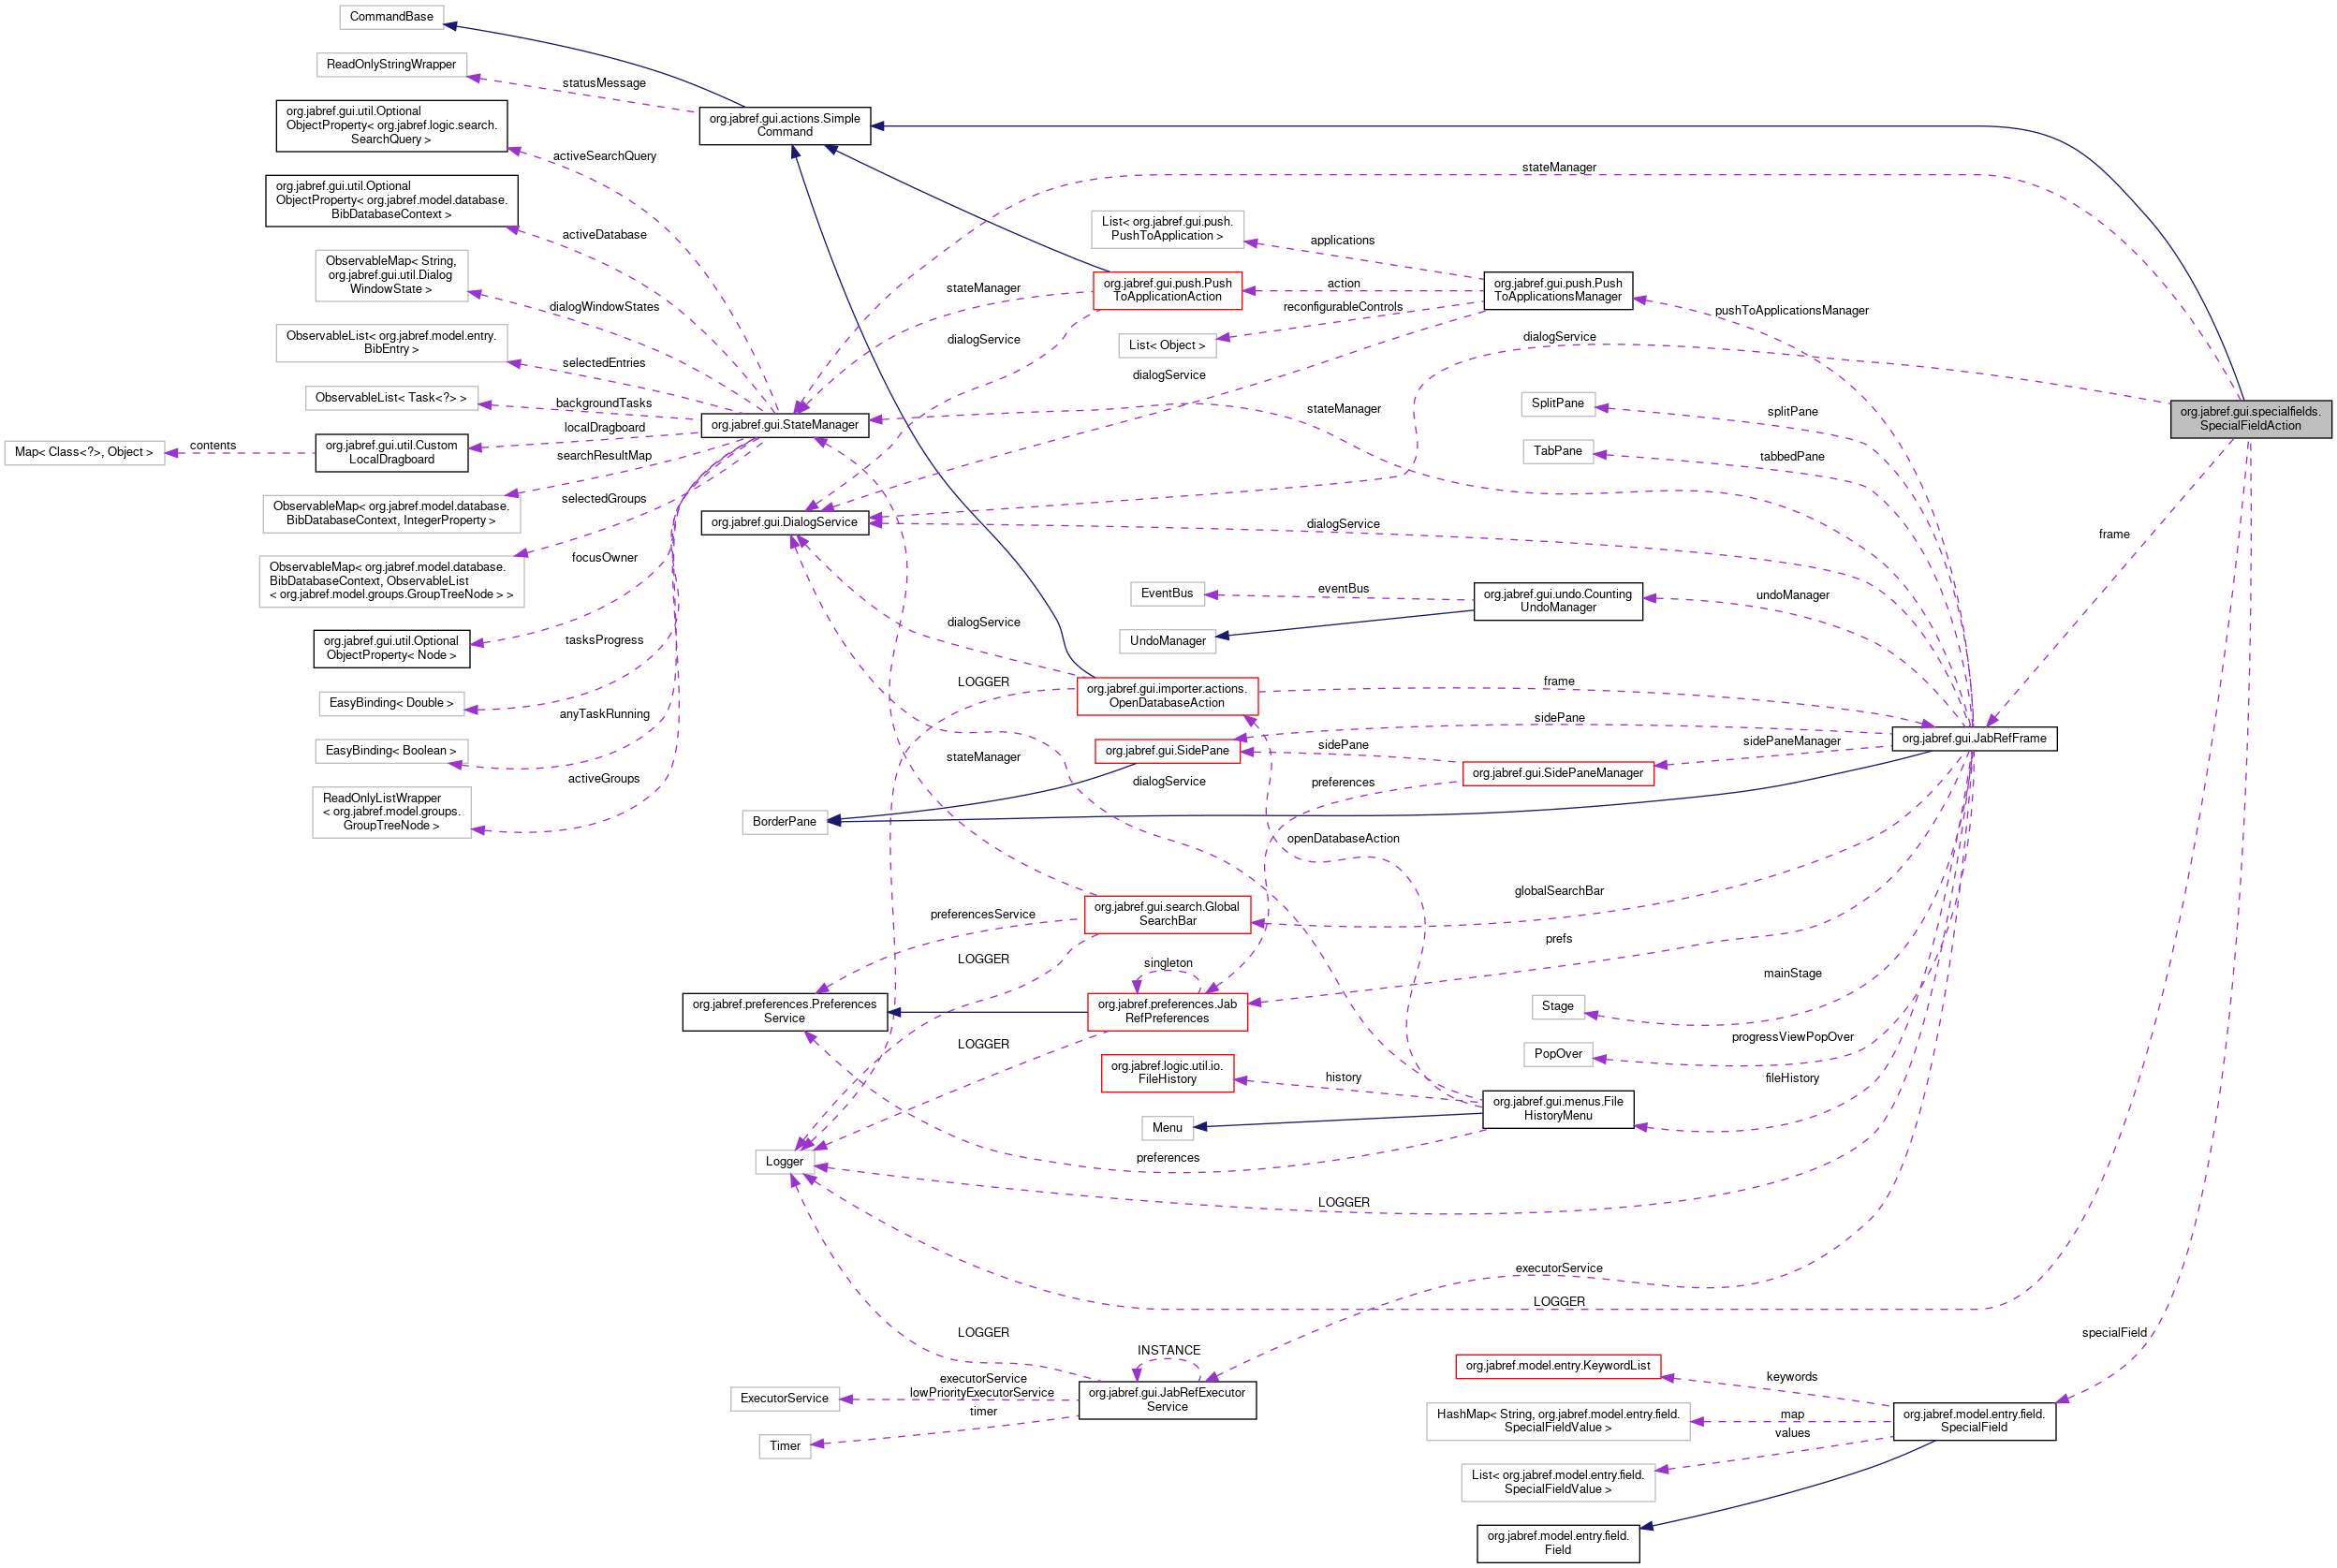 CommandBase
ReadOnlyStringWrapper
statusMessage
org.jabref.gui.util.Optional
ObjectProperty< org.jabref.logic.search.
SearchQuery >
org.jabref.gui.actions.Simple
Command
activeSearchQuery
stateManager
org.jabref.gui.util.Optional
ObjectProperty< org.jabref.model.database.
BibDatabaseContext >
activeDatabase
List< org.jabref.gui.push.
PushToApplication >
applications
ObservableMap< String,
org.jabref.gui.util.Dialog
WindowState >
dialogWindowStates
stateManager
org.jabref.gui.push.Push
ToApplicationAction
action
reconfigurableControls
org.jabref.gui.push.Push
ToApplicationsManager
pushToApplicationsManager
ObservableList< org.jabref.model.entry.
BibEntry >
selectedEntries
dialogService
List< Object >
dialogService
dialogService
ObservableList< Task<?> >
backgroundTasks
stateManager
SplitPane
splitPane
org.jabref.gui.specialfields.
SpecialFieldAction
org.jabref.gui.StateManager
localDragboard
Map< Class<?>, Object >
contents
org.jabref.gui.util.Custom
LocalDragboard
searchResultMap
TabPane
tabbedPane
ObservableMap< org.jabref.model.database.
BibDatabaseContext, IntegerProperty >
selectedGroups
org.jabref.gui.DialogService
dialogService
frame
ObservableMap< org.jabref.model.database.
BibDatabaseContext, ObservableList
< org.jabref.model.groups.GroupTreeNode > >
focusOwner
EventBus
eventBus
org.jabref.gui.undo.Counting
UndoManager
undoManager
org.jabref.gui.util.Optional
ObjectProperty< Node >
tasksProgress
dialogService
UndoManager
EasyBinding< Double >
anyTaskRunning
LOGGER
org.jabref.gui.importer.actions.
OpenDatabaseAction
frame
EasyBinding< Boolean >
activeGroups
stateManager
org.jabref.gui.SidePane
sidePane
sidePane
sidePaneManager
org.jabref.gui.JabRefFrame
dialogService
preferences
org.jabref.gui.SidePaneManager
ReadOnlyListWrapper
< org.jabref.model.groups.
GroupTreeNode >
BorderPane
openDatabaseAction
globalSearchBar
org.jabref.gui.search.Global
SearchBar
preferencesService
LOGGER
prefs
singleton
mainStage
org.jabref.preferences.Preferences
Service
org.jabref.preferences.Jab
RefPreferences
Stage
LOGGER
progressViewPopOver
PopOver
org.jabref.logic.util.io.
FileHistory
history
fileHistory
org.jabref.gui.menus.File
HistoryMenu
Menu
preferences
Logger
LOGGER
executorService
LOGGER
LOGGER
specialField
INSTANCE
org.jabref.model.entry.KeywordList
keywords
executorService
lowPriorityExecutorService
ExecutorService
org.jabref.gui.JabRefExecutor
Service
timer
HashMap< String, org.jabref.model.entry.field.
SpecialFieldValue >
map
values
org.jabref.model.entry.field.
SpecialField
Timer
List< org.jabref.model.entry.field.
SpecialFieldValue >
org.jabref.model.entry.field.
Field